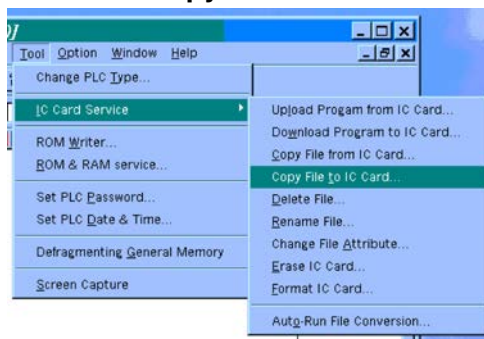 Tool Option Window Help
Change PLC Type...
IC Card Service
ROM Writer...
ROM & RAM service...
Set PLC Password...
Set PLC Date & Time...
Defragmenting General Memory
Screen Capture
Upload Progam from IC Card...
Download Program to IC Card...
Copy File from IC Card...
Copy File to IC Card...
Delete File...
Rename File...
Change File Attribute...
Erase IC Card...
Format IC Card...
Auto-Run File Conversion...